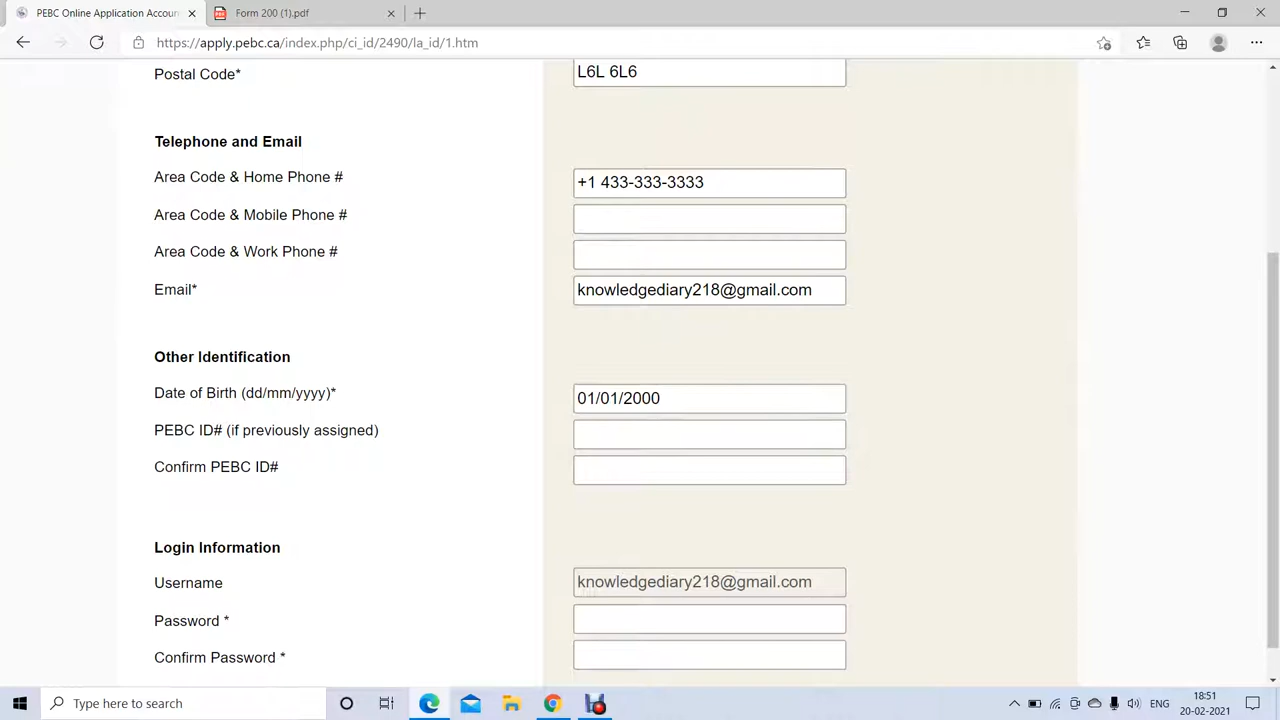 PEBC Online Application Accoun
Form 200 (1).pdf
https://apply.pebc.ca/index.php/ci_id/2490/la_id/1.htm
Postal Code*
L6L 6L6
Telephone and Email
Area Code & Home Phone #
+1 433-333-3333
Area Code & Mobile Phone #
Area Code & Work Phone #
Email*
knowledgediary218@gmail.com
Other Identification
Date of Birth (dd/mm/yyyy)*
01/01/2000
PEBC ID# (if previously assigned)
Confirm PEBC ID#
Login Information
Username
knowledgediary218@gmail.com
Password *
Confirm Password *
Type here to search
ENG
18:51
20-02-2021